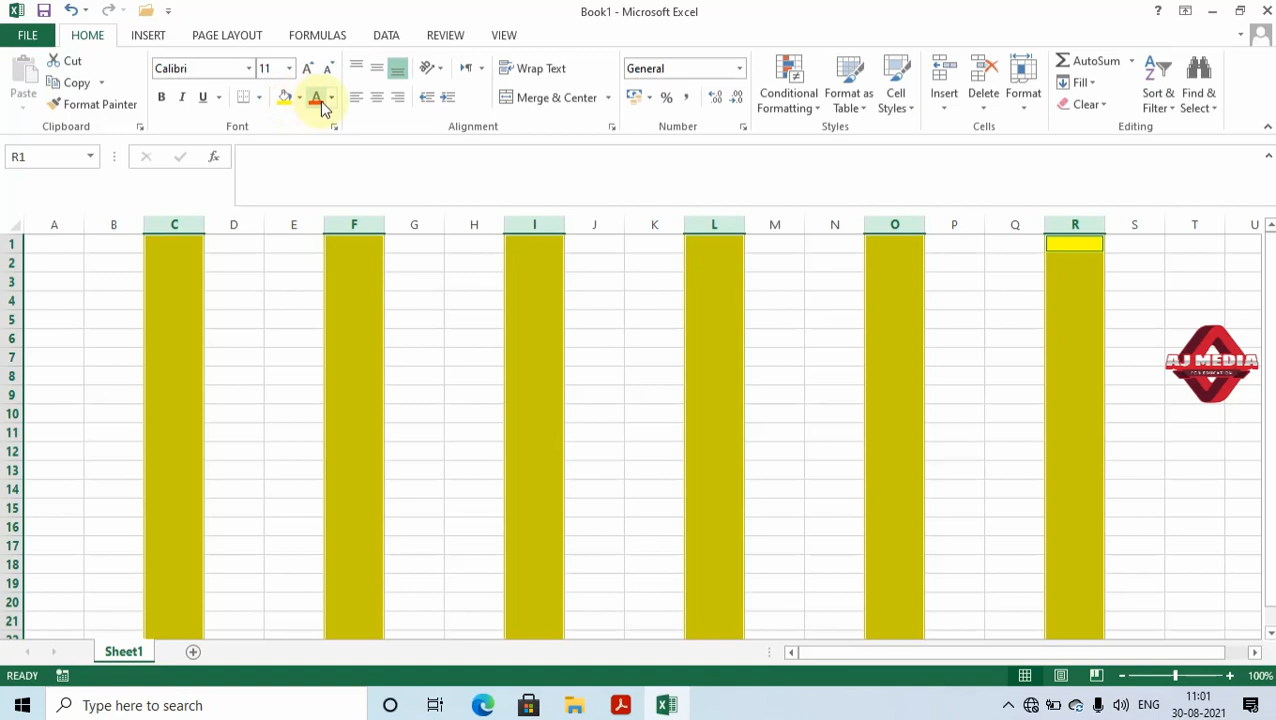 Book1 - Microsoft Excel
FILE HOME INSERT PAGE LAYOUT FORMULAS DATA REVIEW VIEW
Cut
Copy
Format Painter
Paste
Clipboard
Calibri 11
B I U A
Font
Wrap Text
Merge & Center
Alignment
General
%
Number
Conditional Formatting
Format as Table
Cell Styles
Styles
Insert
Delete
Format
Cells
AutoSum
Fill
Clear
Sort & Filter
Find & Select
Editing
R1
fx
A B C D E F G H I J K L M N O P Q R S T U
1
2
3
4
5
6
7
8
9
10
11
12
13
14
15
16
17
18
19
20
21
AJ MEDIA
FOR EDUCATION
Sheet1
READY
100%
Type here to search
ENG
11:01
30-08-2021